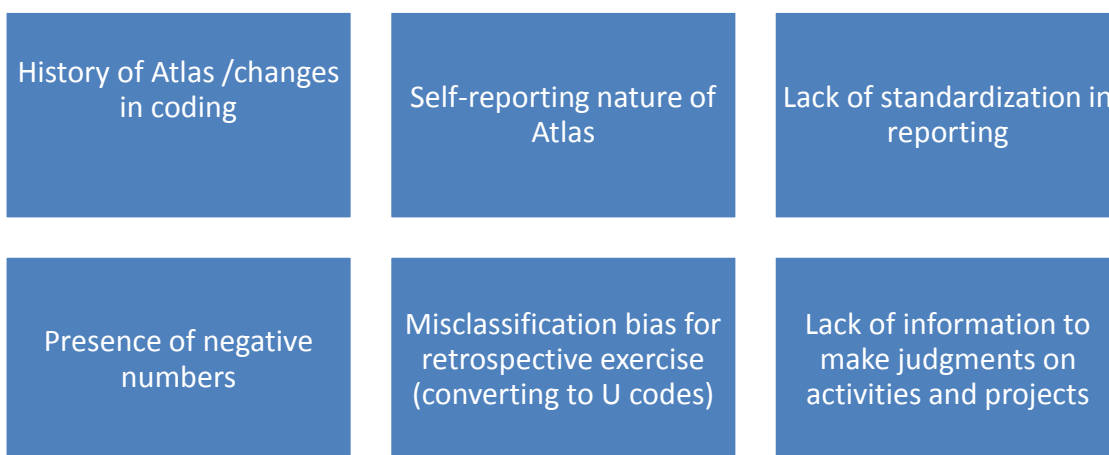 History of Atlas /changes
in coding
Self-reporting nature of
Atlas
Lack of standardization in
reporting
Presence of negative
numbers
Misclassification bias for
retrospective exercise
(converting to U codes)
Lack of information to
make judgments on
activities and projects